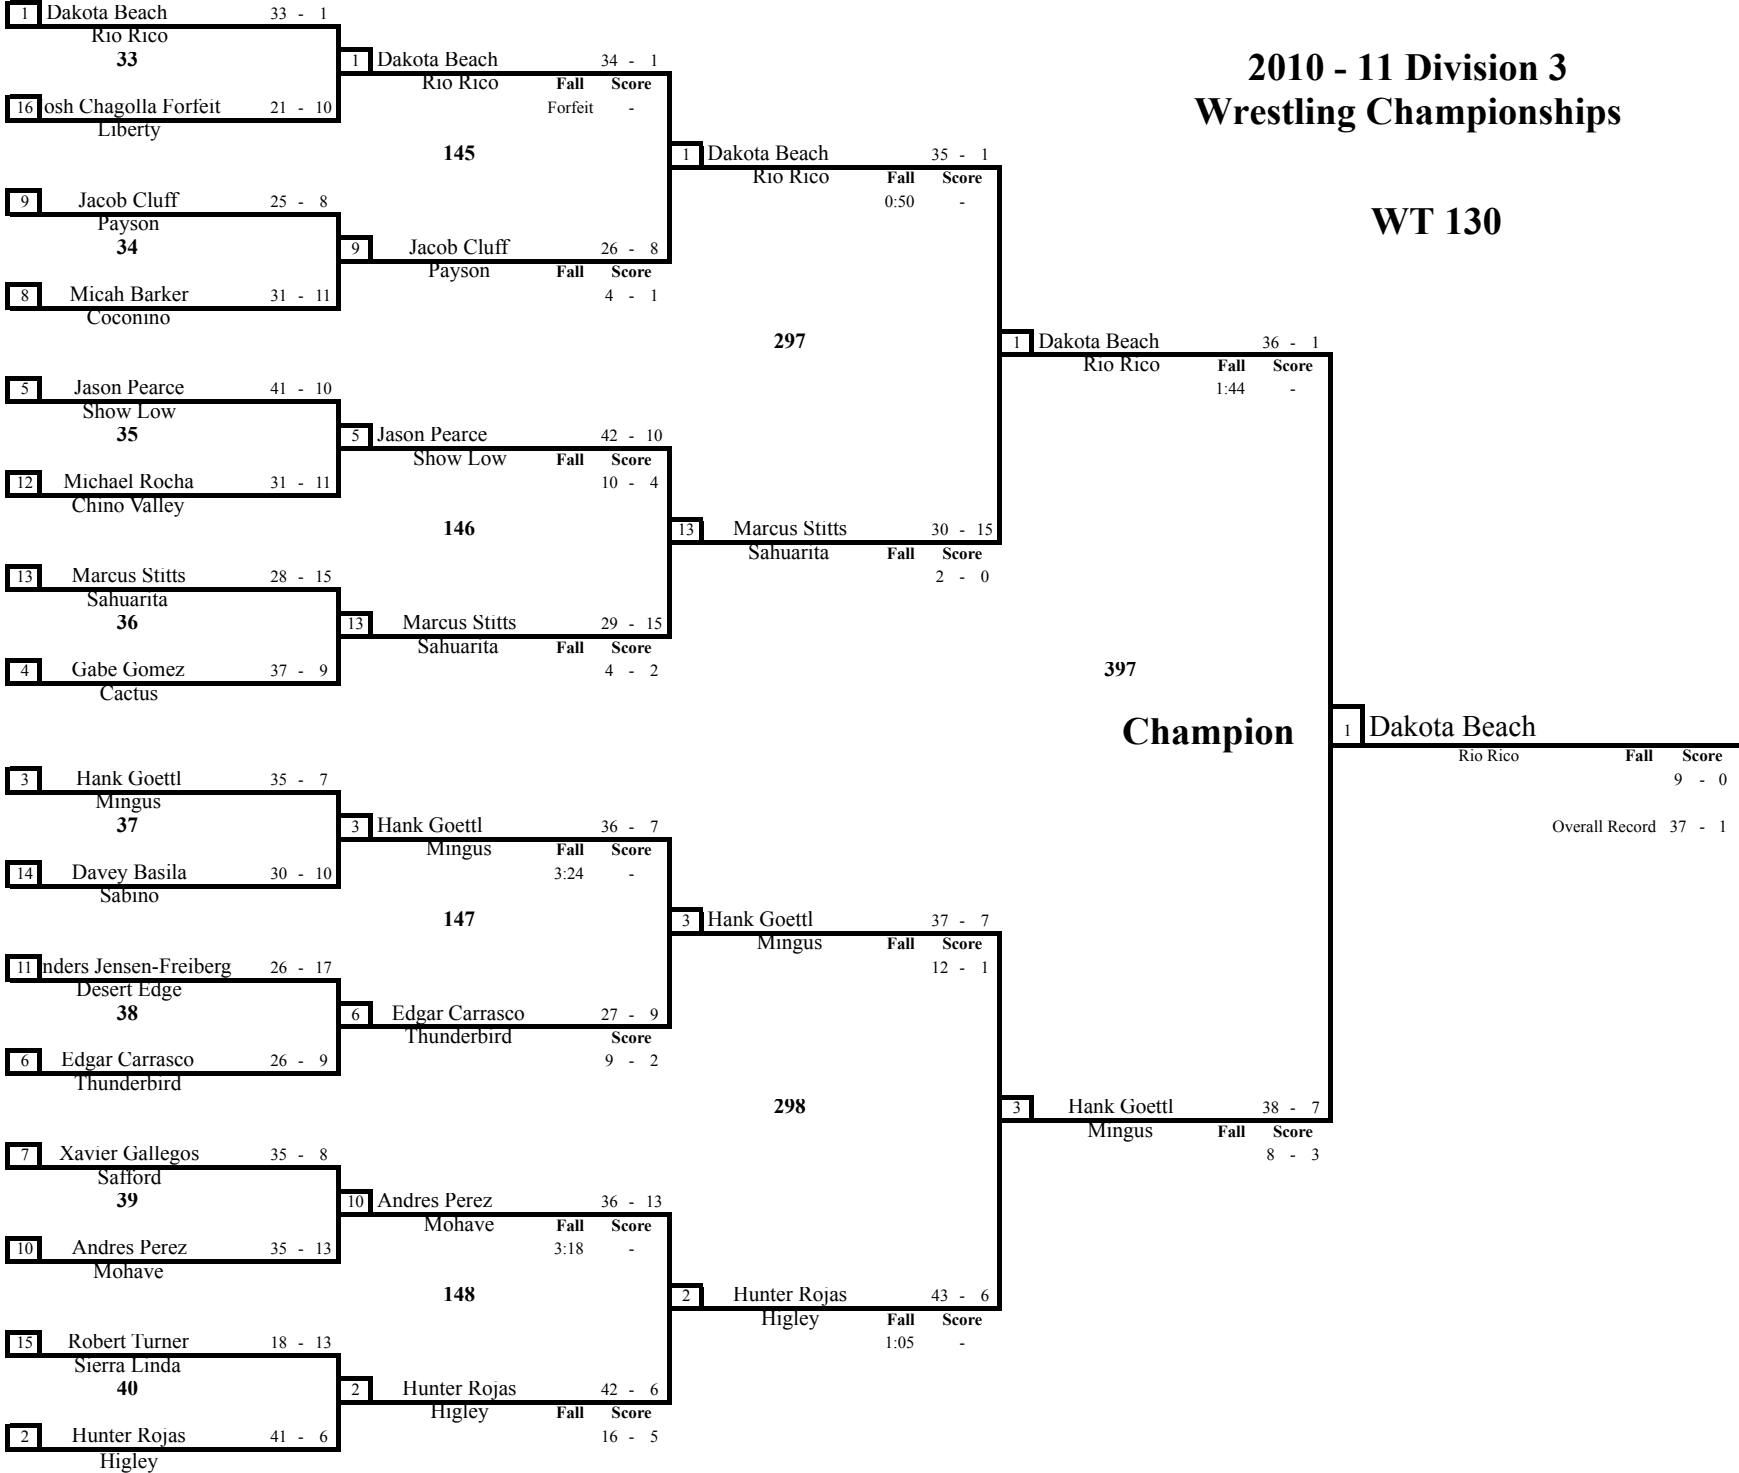 2010 - 11 Division 3
Wrestling Championships
WT 130
1 Dakota Beach 33 - 1
Rio Rico
33
16 osh Chagolla Forfeit 21 - 10
Liberty
9 Jacob Cluff 25 - 8
Payson
34
8 Micah Barker 31 - 11
Coconino
5 Jason Pearce 41 - 10
Show Low
35
12 Michael Rocha 31 - 11
Chino Valley
13 Marcus Stitts 28 - 15
Sahuarita
36
4 Gabe Gomez 37 - 9
Cactus
3 Hank Goettl 35 - 7
Mingus
37
14 Davey Basila 30 - 10
Sabino
11 nders Jensen-Freiberg 26 - 17
Desert Edge
38
6 Edgar Carrasco 26 - 9
Thunderbird
7 Xavier Gallegos 35 - 8
Safford
39
10 Andres Perez 35 - 13
Mohave
15 Robert Turner 18 - 13
Sierra Linda
40
2 Hunter Rojas 41 - 6
Higley
1 Dakota Beach 34 - 1
Rio Rico Fall Score
Forfeit -
145
9 Jacob Cluff 26 - 8
Payson Fall Score
4 - 1
5 Jason Pearce 42 - 10
Show Low Fall Score
10 - 4
146
13 Marcus Stitts 29 - 15
Sahuarita Fall Score
4 - 2
3 Hank Goettl 36 - 7
Mingus Fall Score
3:24 -
147
6 Edgar Carrasco 27 - 9
Thunderbird Score
9 - 2
10 Andres Perez 36 - 13
Mohave Fall Score
3:18 -
148
2 Hunter Rojas 42 - 6
Higley Fall Score
16 - 5
1 Dakota Beach 35 - 1
Rio Rico Fall Score
0:50 -
297
13 Marcus Stitts 30 - 15
Sahuarita Fall Score
2 - 0
3 Hank Goettl 37 - 7
Mingus Fall Score
12 - 1
298
2 Hunter Rojas 43 - 6
Higley Fall Score
1:05 -
1 Dakota Beach 36 - 1
Rio Rico Fall Score
1:44 -
397
3 Hank Goettl 38 - 7
Mingus Fall Score
8 - 3
Champion
1 Dakota Beach
Rio Rico Fall Score
9 - 0
Overall Record 37 - 1